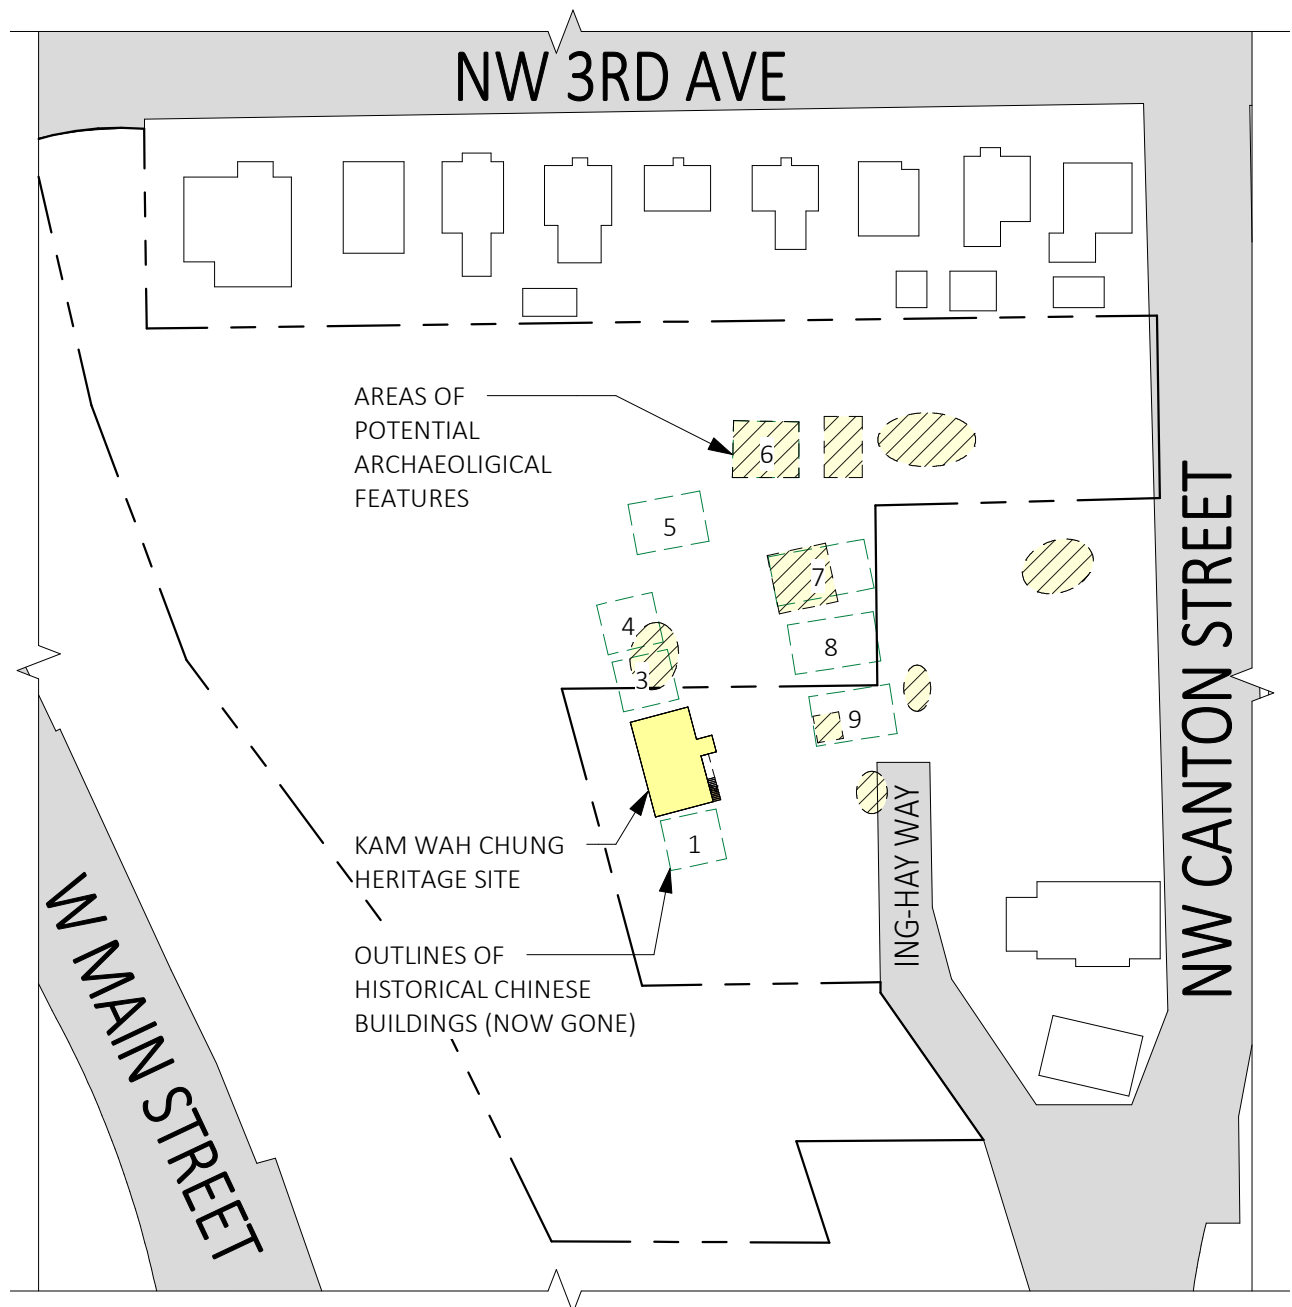 NW 3RD AVE
AREAS OF
POTENTIAL
ARCHAEOLIGICAL
FEATURES
6
5
7
4
8
3
9
KAM WAH CHUNG
HERITAGE SITE
1
OUTLINES OF
HISTORICAL CHINESE
BUILDINGS (NOW GONE)
ING-HAY WAY
NW CANTON STREET
W MAIN STREET